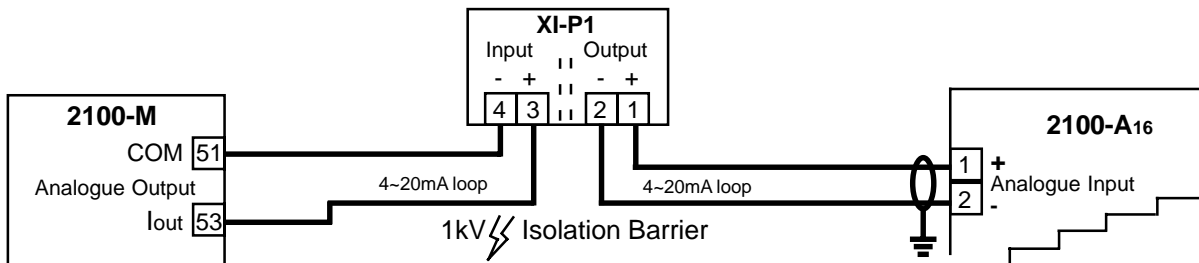 XI-P1
Input Output
- + - +
4 3 2 1
2100-M
COM 51
Analogue Output
Iout 53
4~20mA loop
4~20mA loop
1kV Isolation Barrier
2100-A16
1 +
Analogue Input
2 -